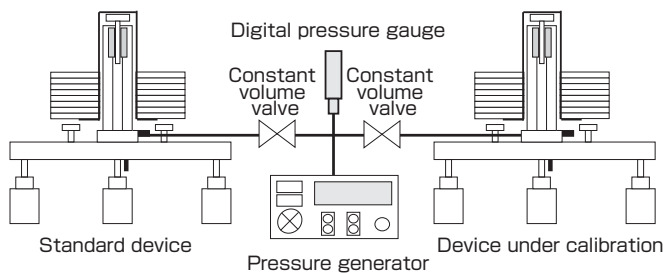 Digital pressure gauge
Constant
volume
valve
Constant
volume
valve
Standard device
Device under calibration
Pressure generator